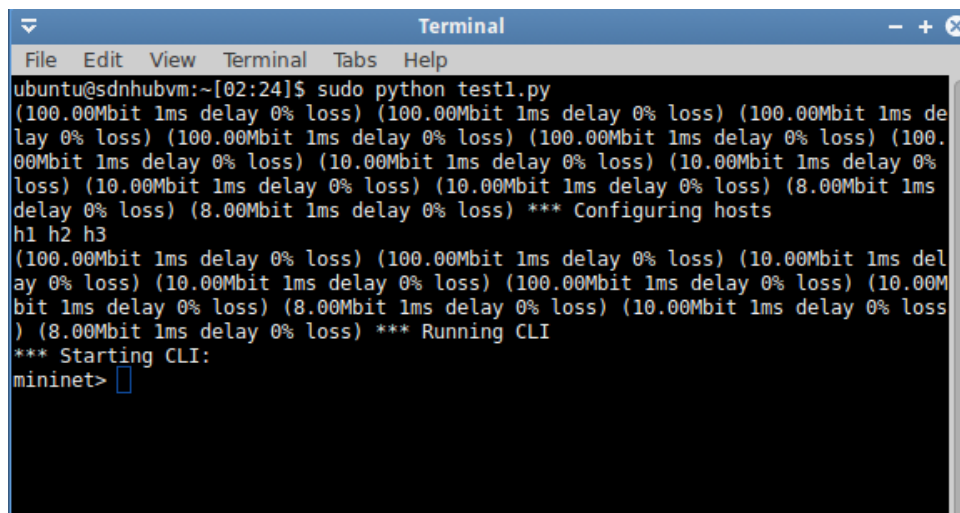 Terminal
File Edit View Terminal Tabs Help
ubuntu@sdnhubvm:~[02:24]$ sudo python test1.py
(100.00Mbit 1ms delay 0% loss) (100.00Mbit 1ms delay 0% loss) (100.00Mbit 1ms de
lay 0% loss) (100.00Mbit 1ms delay 0% loss) (100.00Mbit 1ms delay 0% loss) (100.
00Mbit 1ms delay 0% loss) (10.00Mbit 1ms delay 0% loss) (10.00Mbit 1ms delay 0%
loss) (10.00Mbit 1ms delay 0% loss) (10.00Mbit 1ms delay 0% loss) (8.00Mbit 1ms
delay 0% loss) (8.00Mbit 1ms delay 0% loss) *** Configuring hosts
h1 h2 h3
(100.00Mbit 1ms delay 0% loss) (100.00Mbit 1ms delay 0% loss) (10.00Mbit 1ms del
ay 0% loss) (10.00Mbit 1ms delay 0% loss) (100.00Mbit 1ms delay 0% loss) (10.00M
bit 1ms delay 0% loss) (8.00Mbit 1ms delay 0% loss) (10.00Mbit 1ms delay 0% loss
) (8.00Mbit 1ms delay 0% loss) *** Running CLI
*** Starting CLI:
mininet>